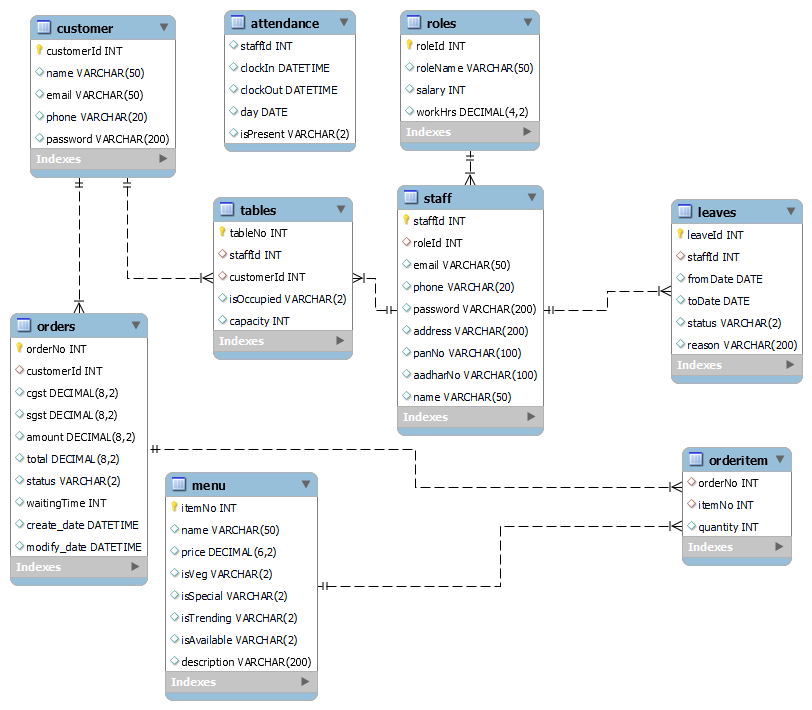 customer
customerId INT
name VARCHAR(50)
email VARCHAR(50)
phone VARCHAR(20)
password VARCHAR(200)
Indexes
attendance
staffId INT
clockIn DATETIME
clockOut DATETIME
day DATE
isPresent VARCHAR(2)
roles
roleId INT
roleName VARCHAR(50)
salary INT
workHrs DECIMAL(4,2)
Indexes
tables
tableNo INT
staffId INT
customerId INT
isOccupied VARCHAR(2)
capacity INT
Indexes
staff
staffId INT
roleId INT
email VARCHAR(50)
phone VARCHAR(20)
password VARCHAR(200)
address VARCHAR(200)
panNo VARCHAR(100)
aadharNo VARCHAR(100)
name VARCHAR(50)
Indexes
leaves
leaveId INT
staffId INT
fromDate DATE
toDate DATE
status VARCHAR(2)
reason VARCHAR(200)
Indexes
orders
orderNo INT
customerId INT
cgst DECIMAL(8,2)
sgst DECIMAL(8,2)
amount DECIMAL(8,2)
total DECIMAL(8,2)
status VARCHAR(2)
waitingTime INT
create_date DATETIME
modify_date DATETIME
Indexes
menu
itemNo INT
name VARCHAR(50)
price DECIMAL(6,2)
isVeg VARCHAR(2)
isSpecial VARCHAR(2)
isTrending VARCHAR(2)
isAvailable VARCHAR(2)
description VARCHAR(200)
Indexes
orderitem
orderNo INT
itemNo INT
quantity INT
Indexes